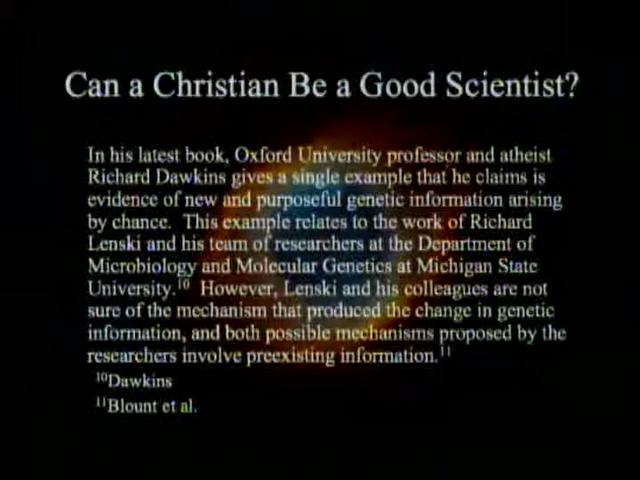 Can a Christian Be a Good Scientist?
In his latest book, Oxford University professor and atheist
Richard Dawkins gives a single example that he claims is
evidence of new and purposeful genetic information arising
by chance. This example relates to the work of Richard
Lenski and his team of researchers at the Department of
Microbiology and Molecular Genetics at Michigan State
University.¹⁰ However, Lenski and his colleagues are not
sure of the mechanism that produced the change in genetic
information, and both possible mechanisms proposed by the
researchers involve preexisting information.¹¹
¹⁰Dawkins
¹¹Blount et al.